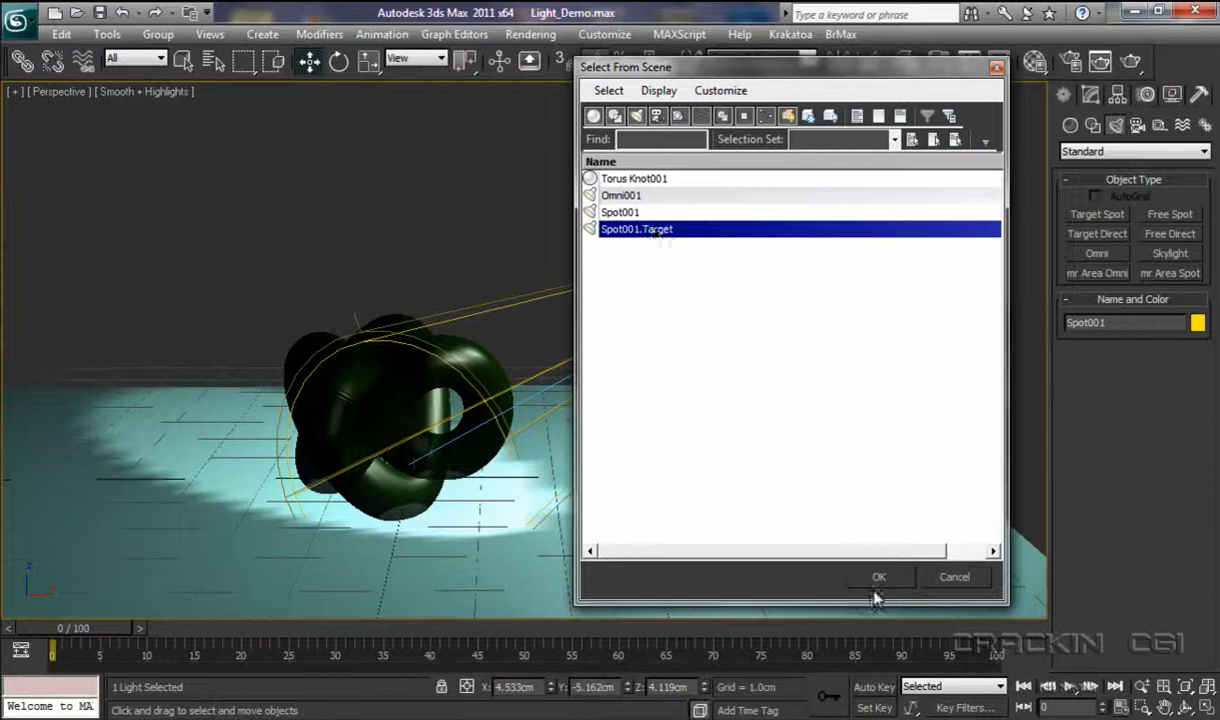 Autodesk 3ds Max 2011 x64 Light_Demo.max
Type a keyword or phrase
Edit Tools Group Views Create Modifiers Animation Graph Editors Rendering Customize MAXScript Help Krakatoa BrMax
All View 3
[ + ] [ Perspective ] [ Smooth + Highlights ]
Select From Scene
Select Display Customize
Find: Selection Set:
Name
Torus Knot001
Omni001
Spot001
Spot001.Target
OK Cancel
Standard
- Object Type
AutoGrid
Target Spot Free Spot
Target Direct Free Direct
Omni Skylight
mr Area Omni mr Area Spot
- Name and Color
Spot001
z
CRACKIN CGI
< 0 / 100 >
0 5 10 15 20 25 30 35 40 45 50 55 60 65 70 75 80 85 90 95 100
1 Light Selected X: 4.533cm Y: -5.162cm Z: 4.119cm Grid = 1.0cm Auto Key Selected
Welcome to MA Click and drag to select and move objects Add Time Tag Set Key Key Filters... 0